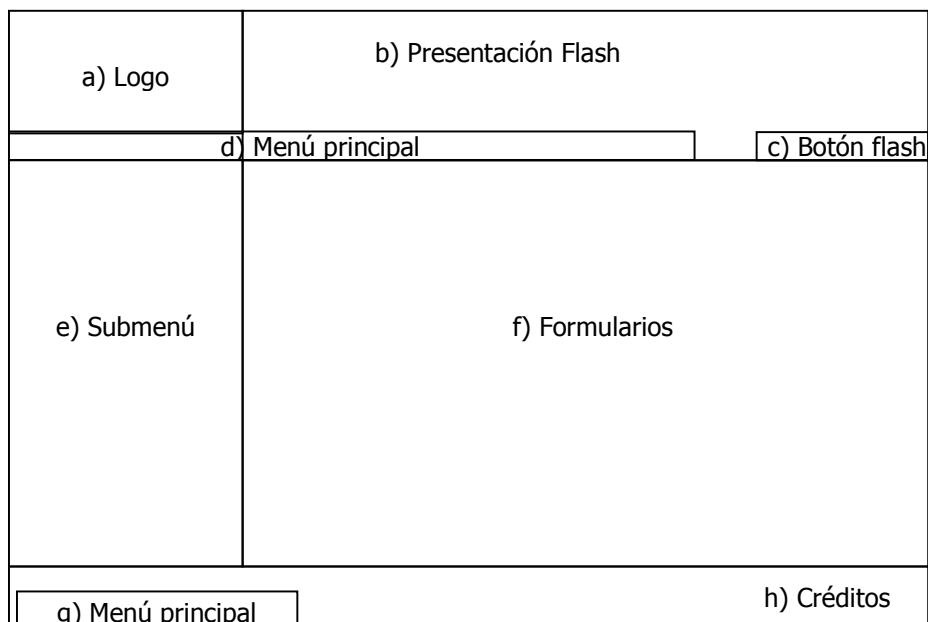 a) Logo
b) Presentación Flash
d) Menú principal
c) Botón flash
e) Submenú
f) Formularios
g) Menú principal
h) Créditos